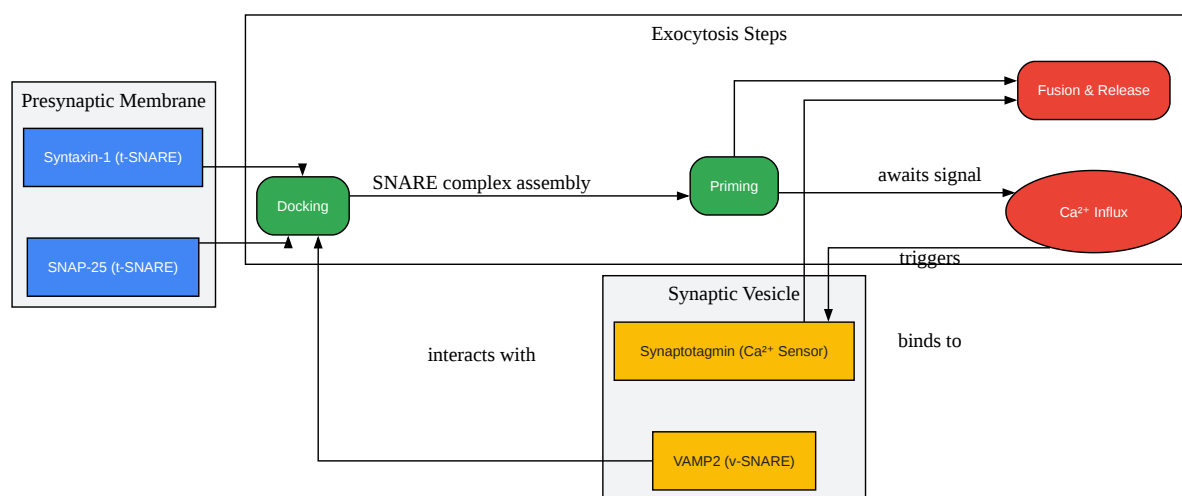 Exocytosis Steps
Presynaptic Membrane
Fusion & Release
Syntaxin-1 (t-SNARE)
SNARE complex assembly
Priming
awaits signal
Docking
Ca²⁺ Influx
SNAP-25 (t-SNARE)
triggers
Synaptic Vesicle
interacts with
Synaptotagmin (Ca²⁺ Sensor)
binds to
VAMP2 (v-SNARE)